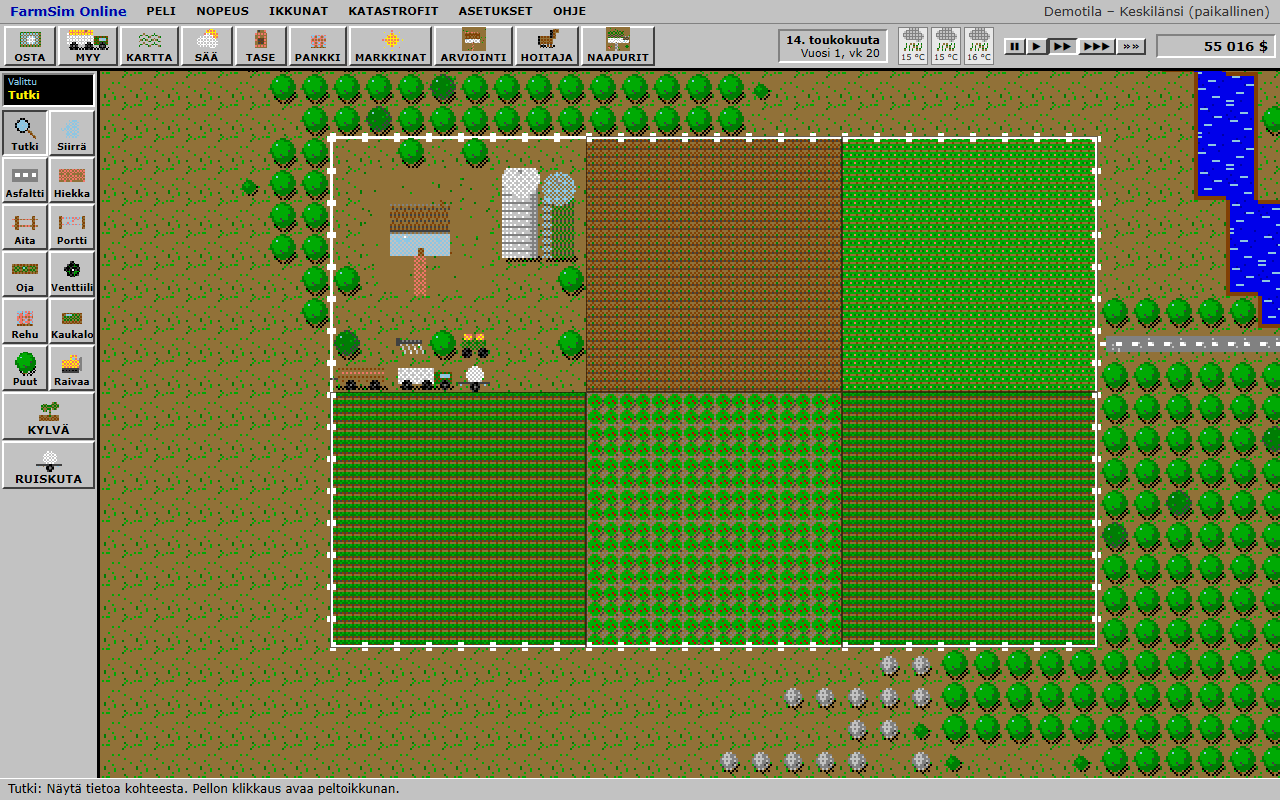 FarmSim Online PELI NOPEUS IKKUNAT KATASTROFIT ASETUKSET OHJE Demotila – Keskilänsi (paikallinen)
OSTA MYY KARTTA SÄÄ TASE PANKKI MARKKINAT ARVIOINTI HOITAJA NAAPURIT
14. toukokuuta
Vuosi 1, vk 20
15 °C 15 °C 16 °C
55 016 $
Valittu
Tutki
Tutki Siirrä
Asfaltti Hiekka
Aita Portti
Oja Venttiili
Rehu Kaukalo
Puut Raivaa
KYLVÄ
RUISKUTA
Tutki: Näytä tietoa kohteesta. Pellon klikkaus avaa peltoikkunan.